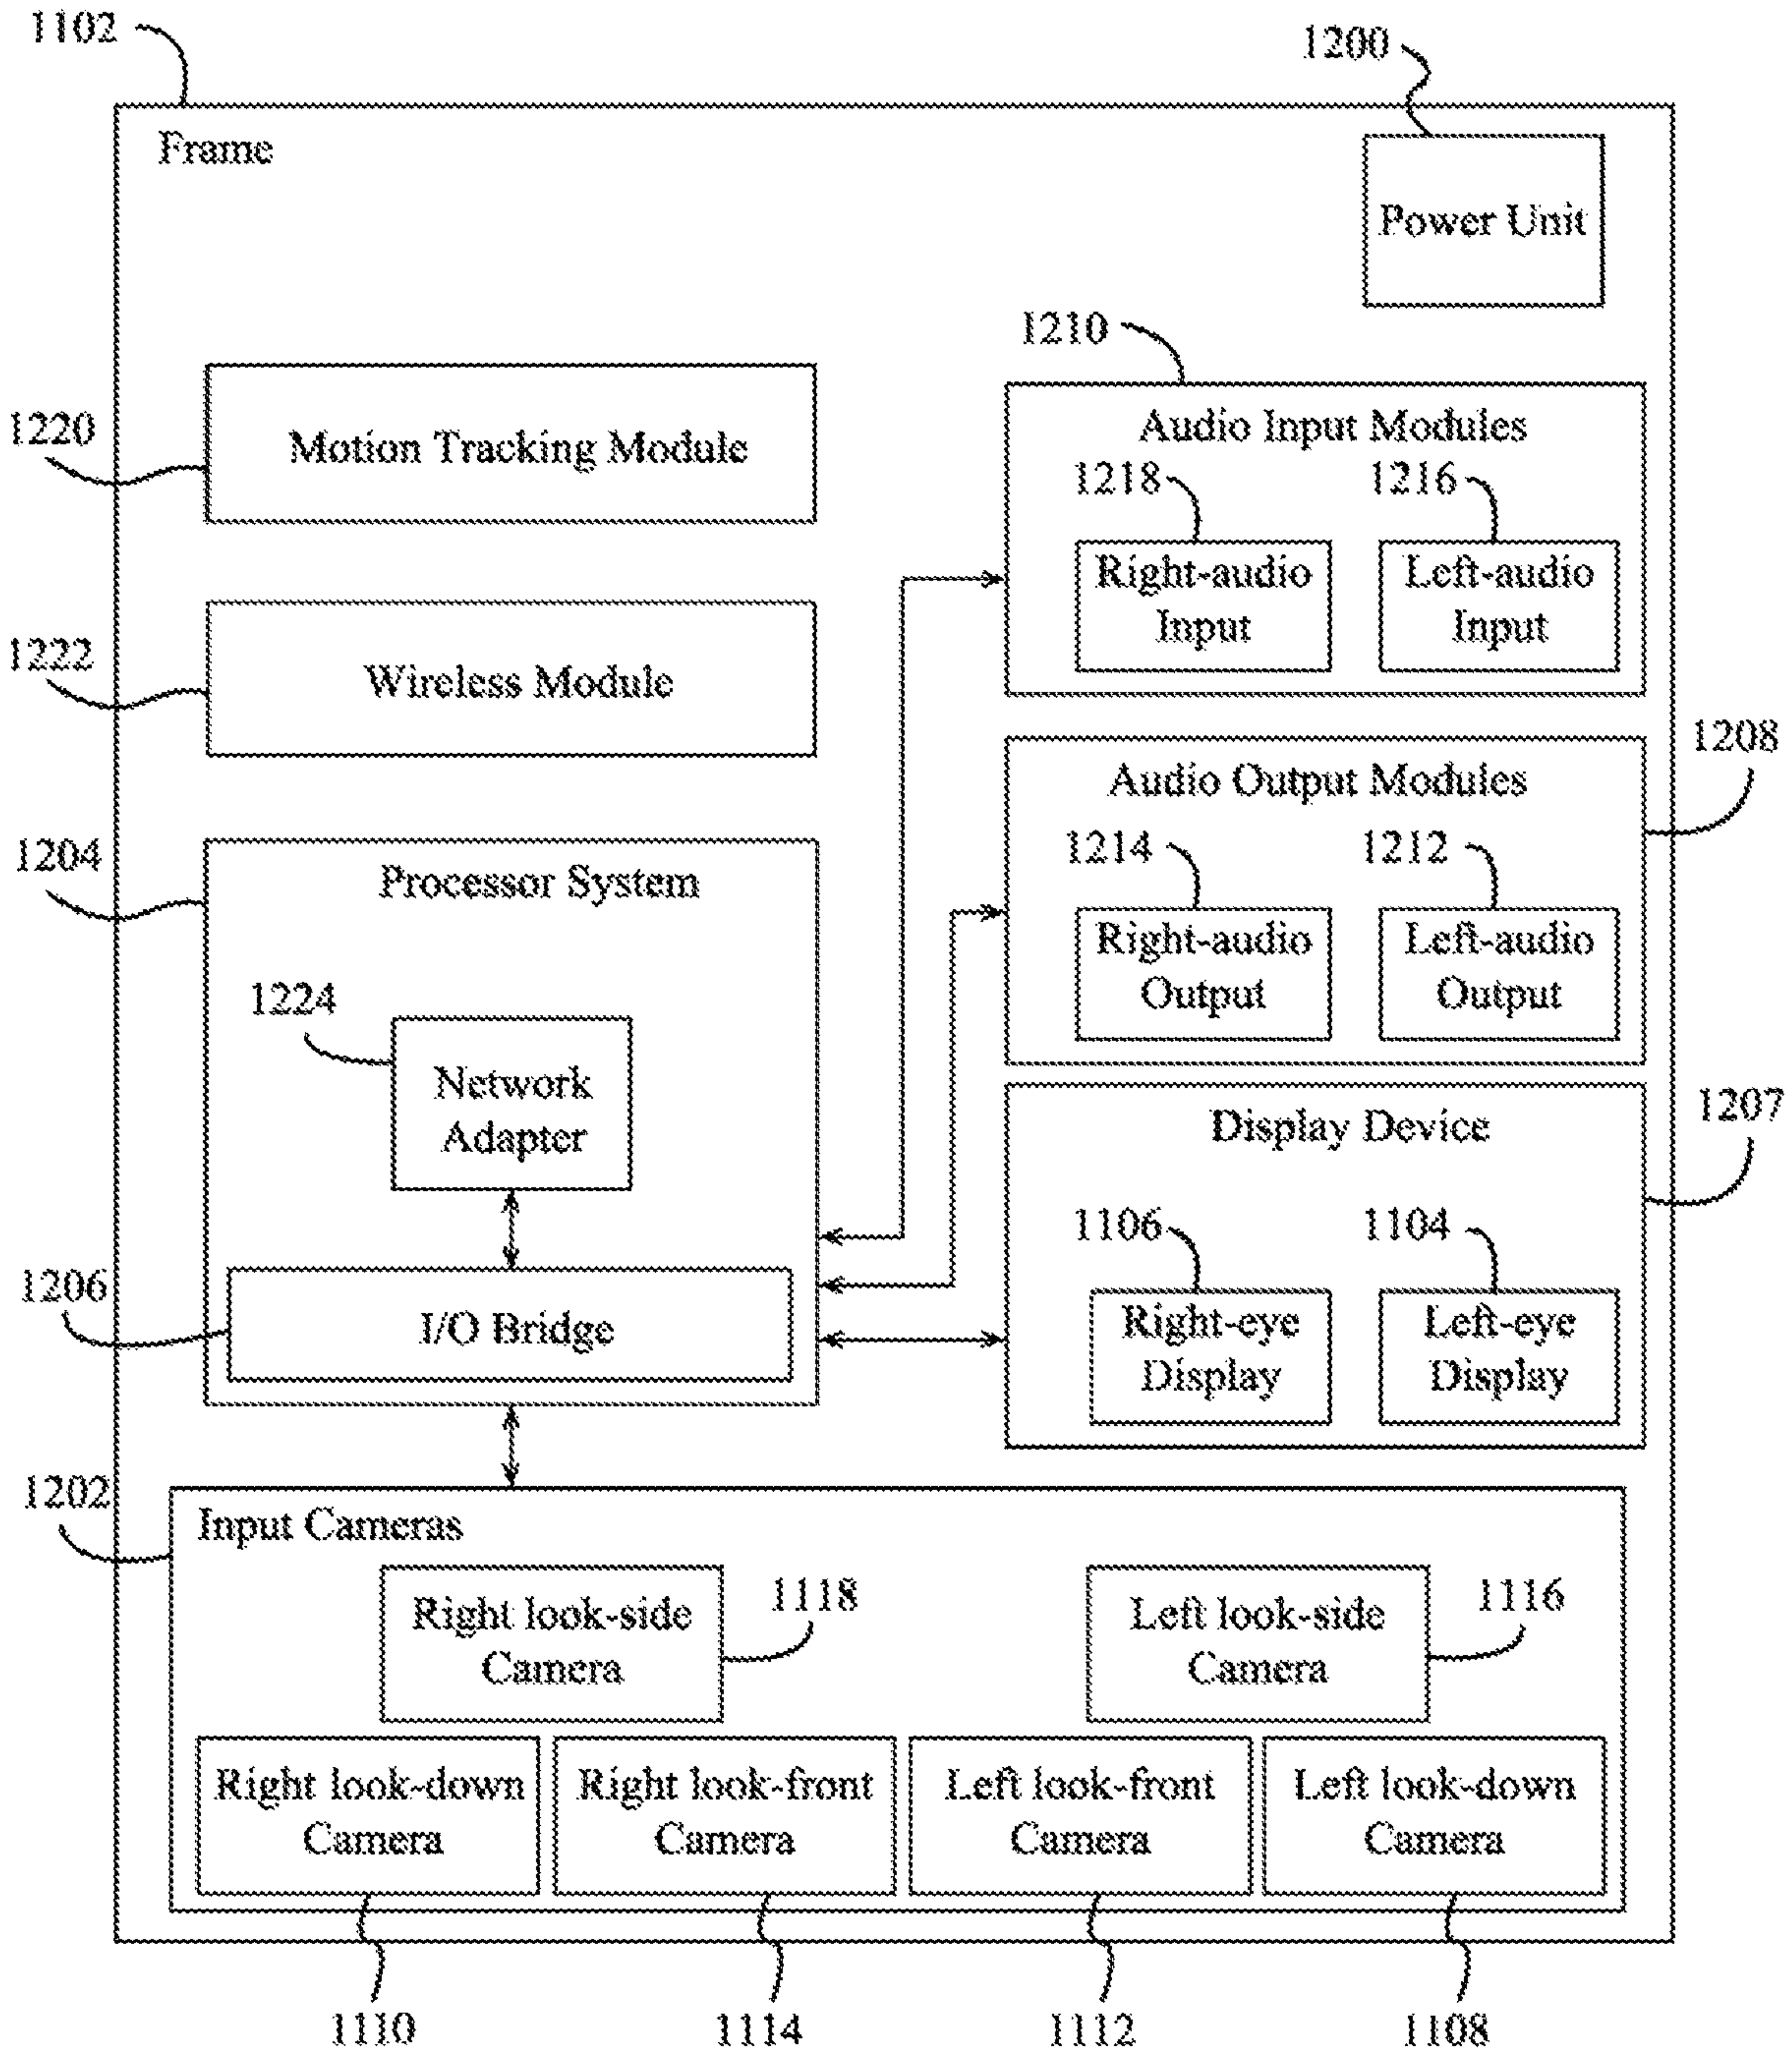 1102
1200
Frame
Power Unit
1210
1220
Motion Tracking Module
Audio Input Modules
1218
1216
Right-audio
Input
Left-audio
Input
1222
Wireless Module
1208
Audio Output Modules
1214
1212
Right-audio
Output
Left-audio
Output
1204
Processor System
1224
Network
Adapter
1207
Display Device
1106
1104
Right-eye
Display
Left-eye
Display
1206
I/O Bridge
1202
Input Cameras
Right look-side
Camera
1118
Left look-side
Camera
1116
Right look-down
Camera
Right look-front
Camera
Left look-front
Camera
Left look-down
Camera
1110
1114
1112
1108